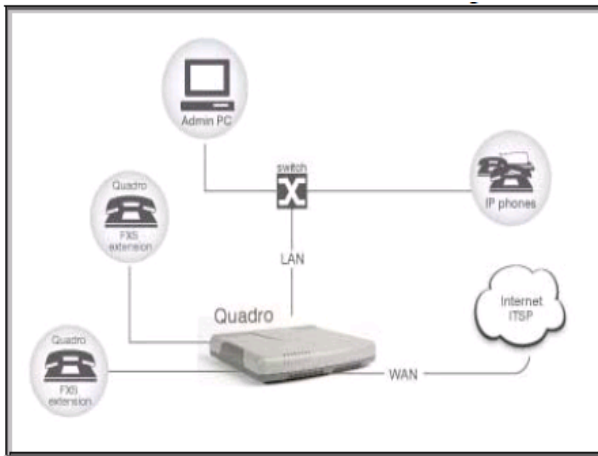 Admin PC
switch
IP phones
Quadro
FXS
extension
LAN
Quadro
Internet
ITSP
Quadro
FXS
extension
WAN